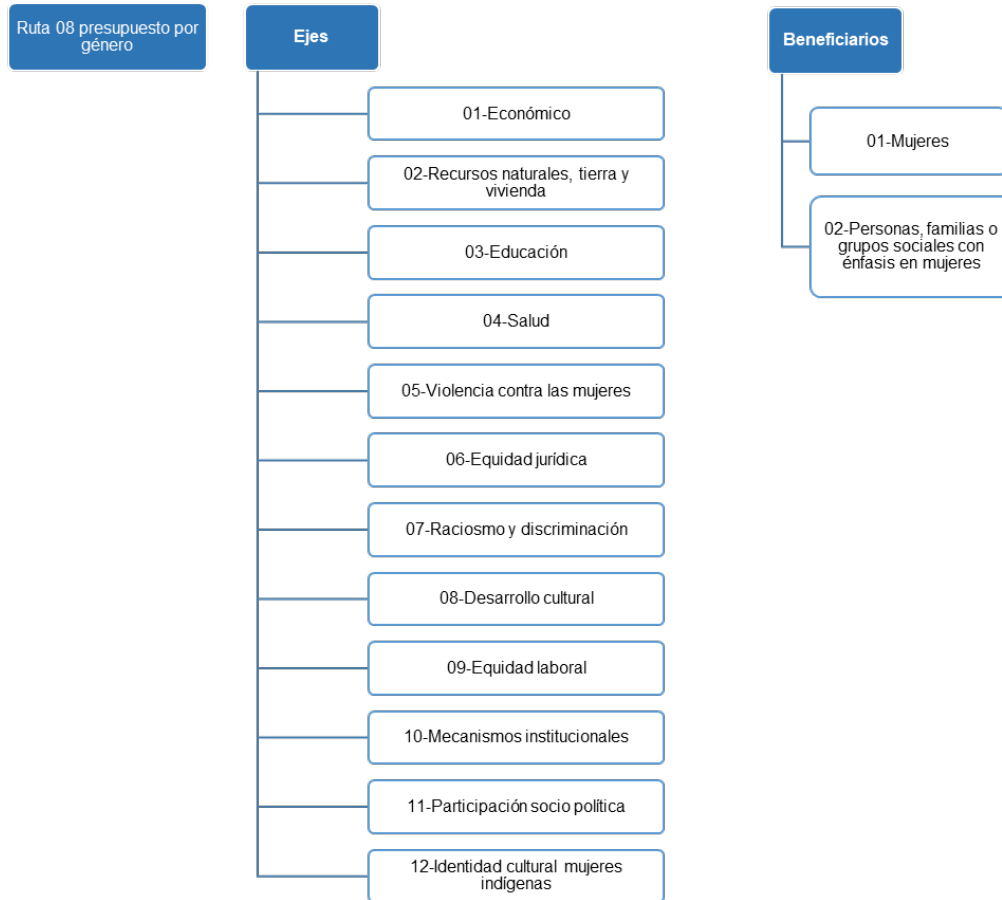 Ruta 08 presupuesto por
género
Ejes
01-Económico
02-Recursos naturales, tierra y
vivienda
03-Educación
04-Salud
05-Violencia contra las mujeres
06-Equidad jurídica
07-Raciosmo y discriminación
08-Desarrollo cultural
09-Equidad laboral
10-Mecanismos institucionales
11-Participación socio política
12-Identidad cultural mujeres
indígenas
Beneficiarios
01-Mujeres
02-Personas, familias o
grupos sociales con
énfasis en mujeres